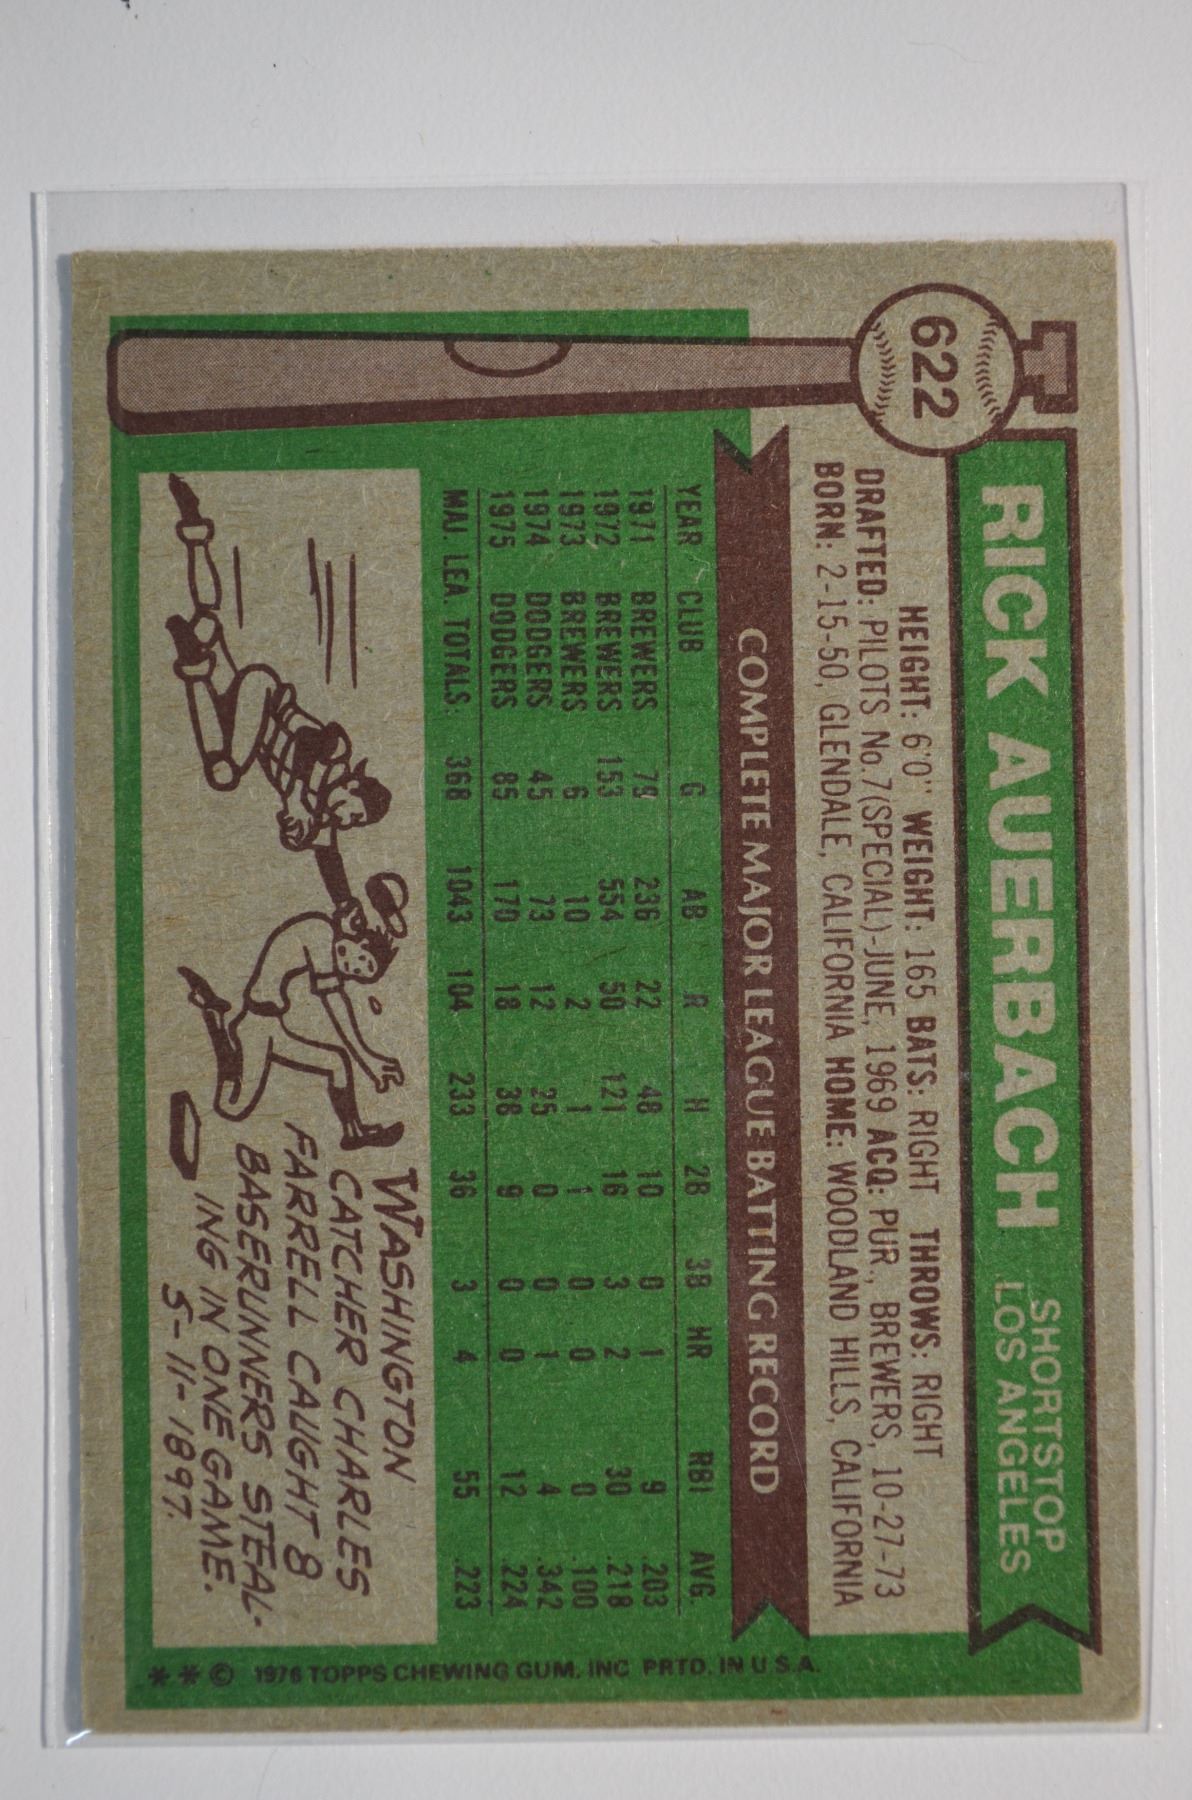 622
RICK AUERBACH
SHORTSTOP
LOS ANGELES
HEIGHT: 6'0" WEIGHT: 165 BATS: RIGHT THROWS: RIGHT
DRAFTED: PILOTS No.7(SPECIAL)-JUNE, 1969 ACQ: PUR., BREWERS, 10-27-73
BORN: 2-15-50, GLENDALE, CALIFORNIA HOME: WOODLAND HILLS, CALIFORNIA
COMPLETE MAJOR LEAGUE BATTING RECORD
YEAR CLUB G AB R H 2B 3B HR RBI AVG.
1971 BREWERS 79 236 22 48 10 0 1 9 .203
1972 BREWERS 153 554 50 121 16 3 2 30 .218
1973 BREWERS 6 10 2 1 1 0 0 0 .100
1974 DODGERS 45 73 12 25 0 0 1 4 .342
1975 DODGERS 85 170 18 38 9 0 0 12 .224
MAJ. LEA. TOTALS 368 1043 104 233 36 3 4 55 .223
WASHINGTON
CATCHER CHARLES
FARRELL CAUGHT 8
BASERUNNERS STEAL-
ING IN ONE GAME.
5-11-1897.
** © 1976 TOPPS CHEWING GUM, INC PRTD. IN U.S.A.